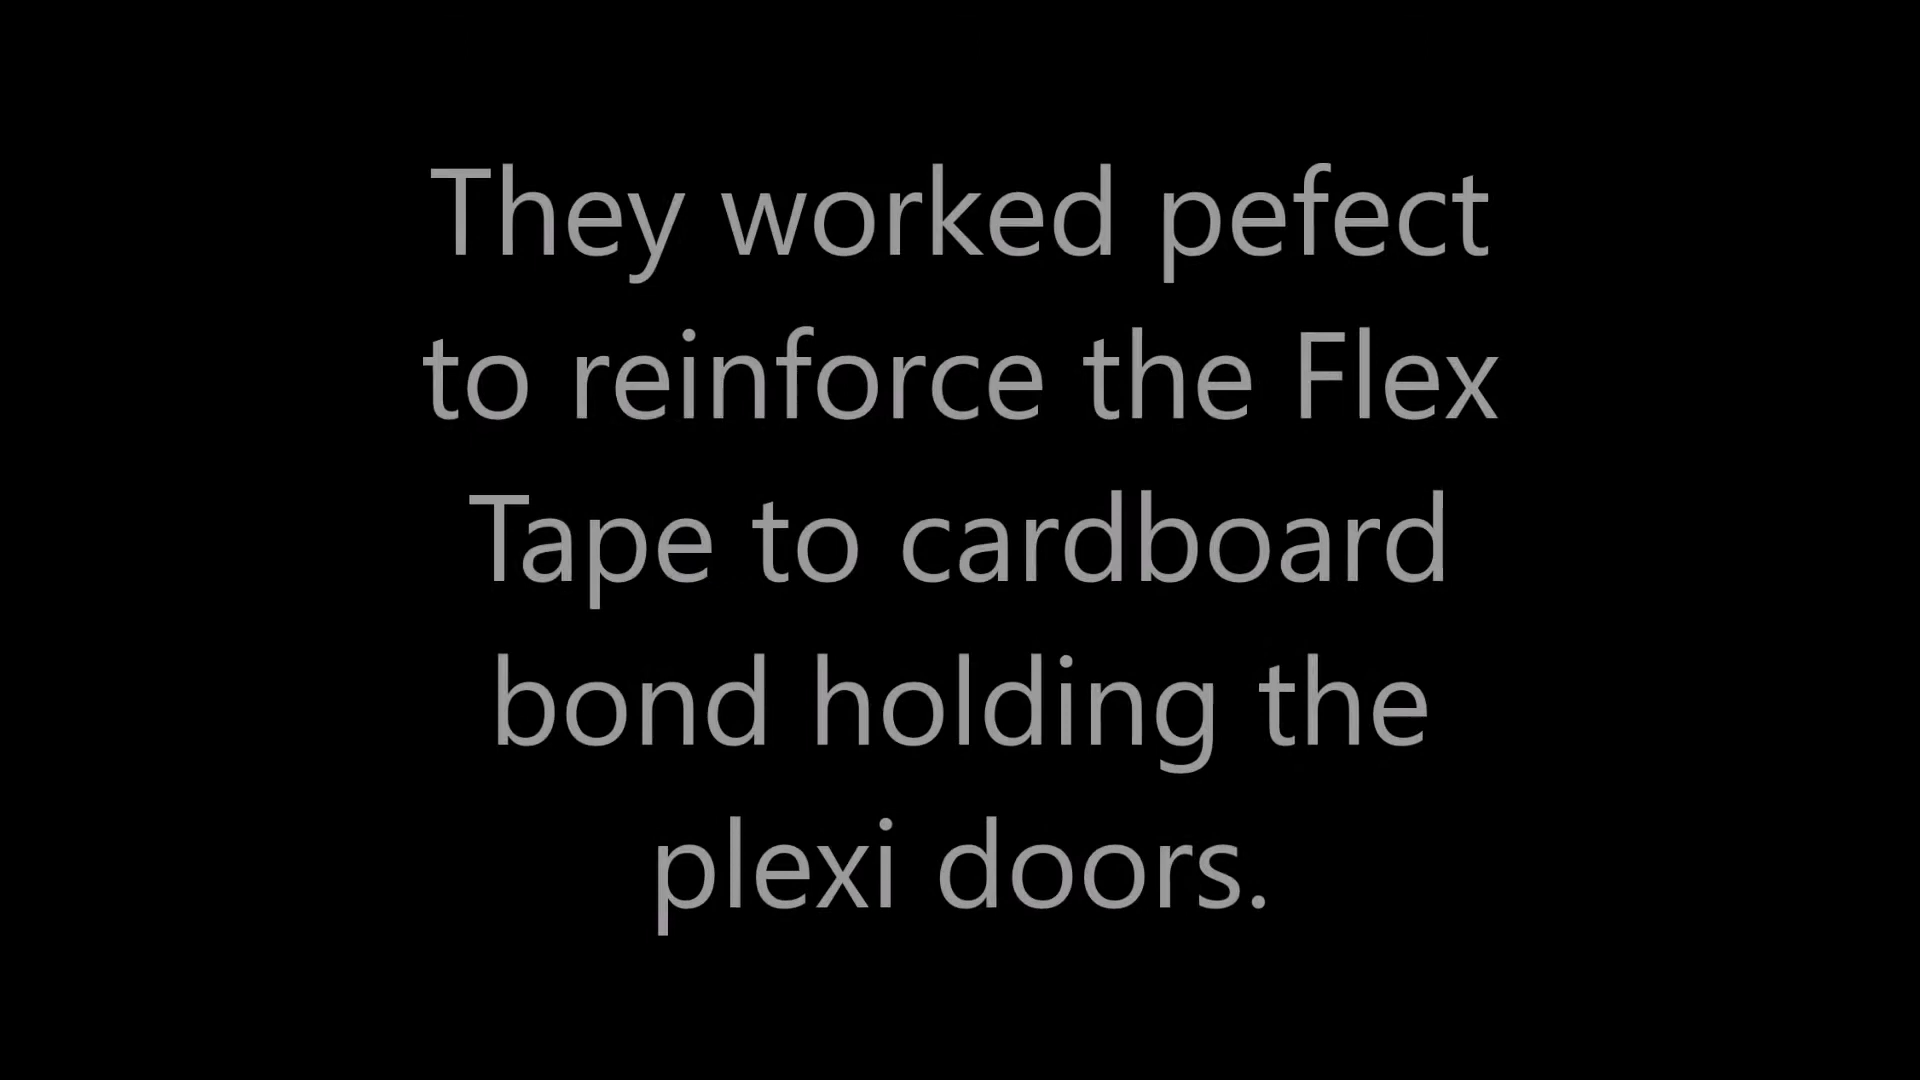 They worked pefect
to reinforce the Flex
Tape to cardboard
bond holding the
plexi doors.